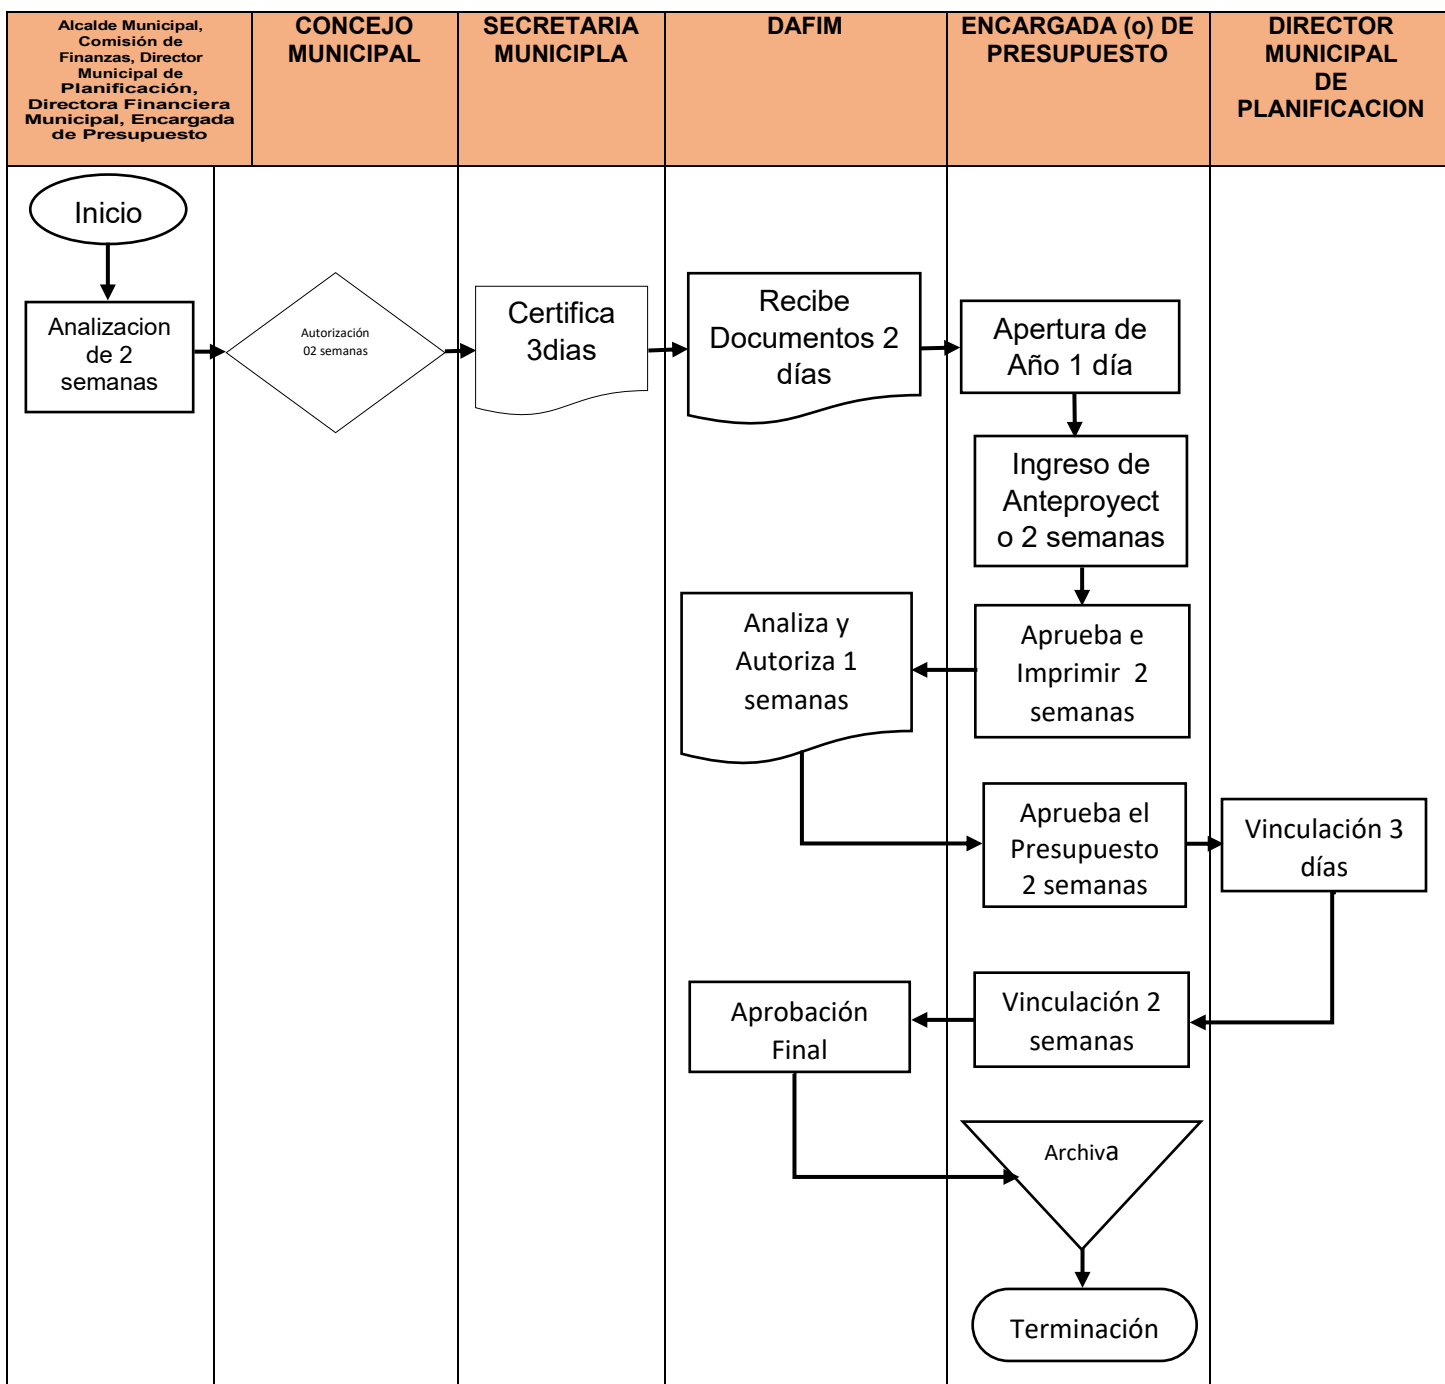 Alcalde Municipal,
Comisión de
Finanzas, Director
Municipal de
Planificación,
Directora Financiera
Municipal, Encargada
de Presupuesto
CONCEJO
MUNICIPAL
SECRETARIA
MUNICIPLA
DAFIM
ENCARGADA (o) DE
PRESUPUESTO
DIRECTOR
MUNICIPAL
DE
PLANIFICACION
Inicio
Analizacion
de 2
semanas
Autorización
02 semanas
Certifica
3dias
Recibe
Documentos 2
días
Apertura de
Año 1 día
Ingreso de
Anteproyect
o 2 semanas
Analiza y
Autoriza 1
semanas
Aprueba e
Imprimir 2
semanas
Aprueba el
Presupuesto
2 semanas
Vinculación 3
días
Aprobación
Final
Vinculación 2
semanas
Archiva
Terminación